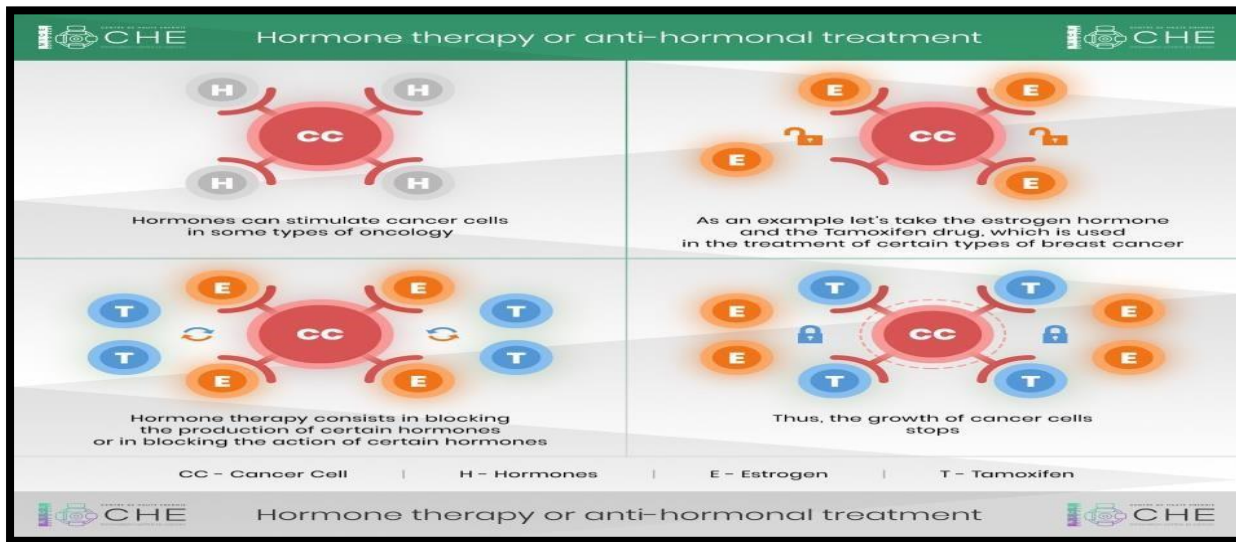 CHE
Hormone therapy or anti-hormonal treatment
CHE
H
H
CC
H
H
Hormones can stimulate cancer cells
in some types of oncology
E
E
CC
E
E
As an example let's take the estrogen hormone
and the Tamoxifen drug, which is used
in the treatment of certain types of breast cancer
E
E
T
CC
T
T
T
E
E
Hormone therapy consists in blocking
the production of certain hormones
or in blocking the action of certain hormones
T
T
E
E
CC
E
E
T
T
Thus, the growth of cancer cells
stops
CC - Cancer Cell | H - Hormones | E - Estrogen | T - Tamoxifen
CHE
Hormone therapy or anti-hormonal treatment
CHE